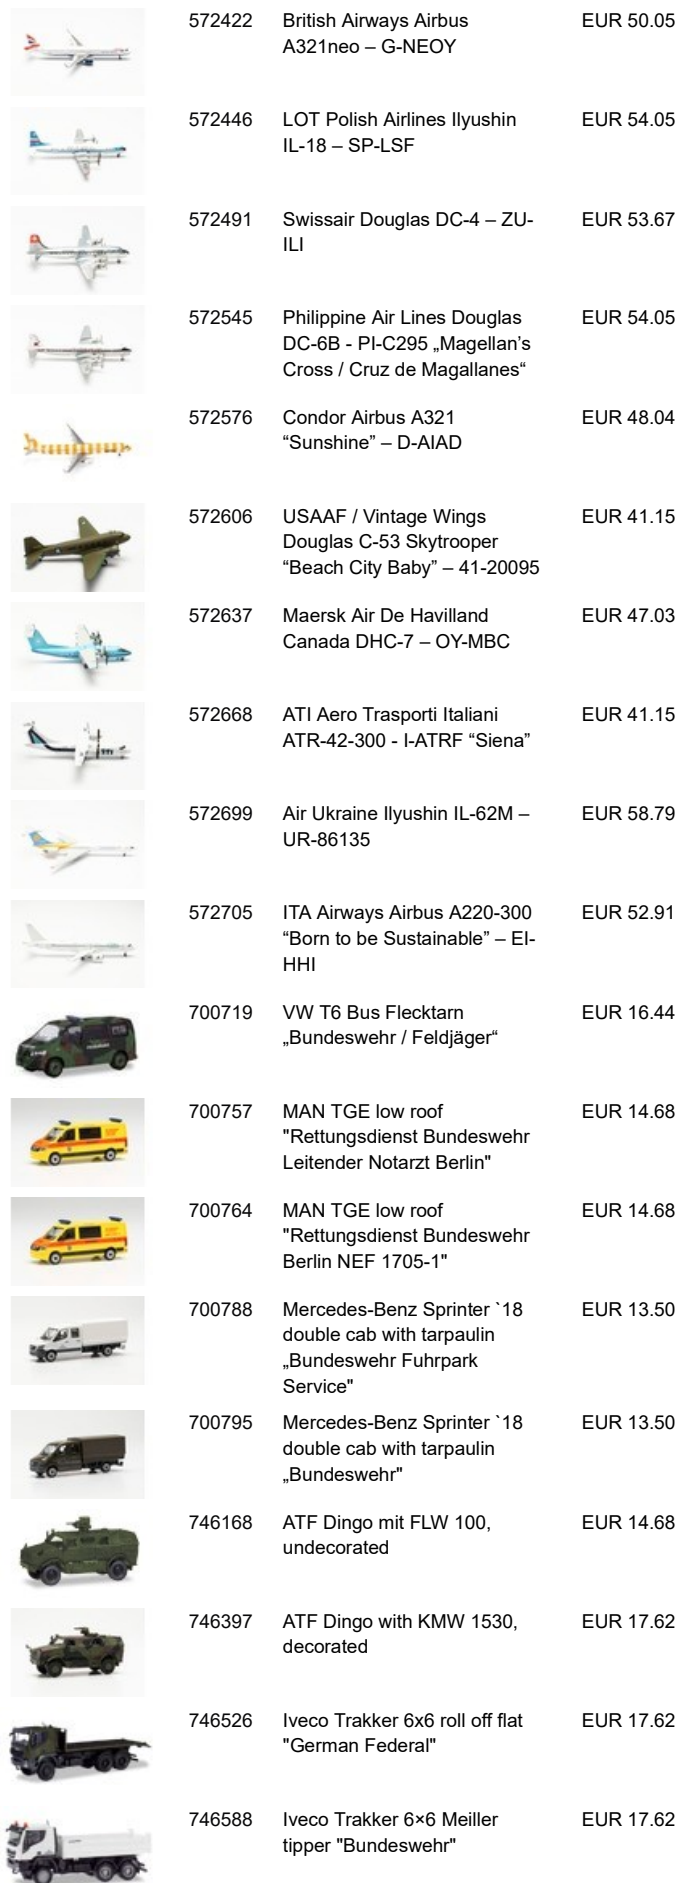 572422 British Airways Airbus EUR 50.05
A321neo – G-NEOY
572446 LOT Polish Airlines Ilyushin EUR 54.05
IL-18 – SP-LSF
572491 Swissair Douglas DC-4 – ZU- EUR 53.67
ILI
572545 Philippine Air Lines Douglas EUR 54.05
DC-6B - PI-C295 „Magellan’s
Cross / Cruz de Magallanes“
572576 Condor Airbus A321 EUR 48.04
“Sunshine” – D-AIAD
572606 USAAF / Vintage Wings EUR 41.15
Douglas C-53 Skytrooper
“Beach City Baby” – 41-20095
572637 Maersk Air De Havilland EUR 47.03
Canada DHC-7 – OY-MBC
572668 ATI Aero Trasporti Italiani EUR 41.15
ATR-42-300 - I-ATRF “Siena”
572699 Air Ukraine Ilyushin IL-62M – EUR 58.79
UR-86135
572705 ITA Airways Airbus A220-300 EUR 52.91
“Born to be Sustainable” – EI-
HHI
700719 VW T6 Bus Flecktarn EUR 16.44
„Bundeswehr / Feldjäger“
700757 MAN TGE low roof EUR 14.68
"Rettungsdienst Bundeswehr
Leitender Notarzt Berlin"
700764 MAN TGE low roof EUR 14.68
"Rettungsdienst Bundeswehr
Berlin NEF 1705-1"
700788 Mercedes-Benz Sprinter `18 EUR 13.50
double cab with tarpaulin
„Bundeswehr Fuhrpark
Service"
700795 Mercedes-Benz Sprinter `18 EUR 13.50
double cab with tarpaulin
„Bundeswehr"
746168 ATF Dingo mit FLW 100, EUR 14.68
undecorated
746397 ATF Dingo with KMW 1530, EUR 17.62
decorated
746526 Iveco Trakker 6x6 roll off flat EUR 17.62
"German Federal"
746588 Iveco Trakker 6×6 Meiller EUR 17.62
tipper "Bundeswehr"